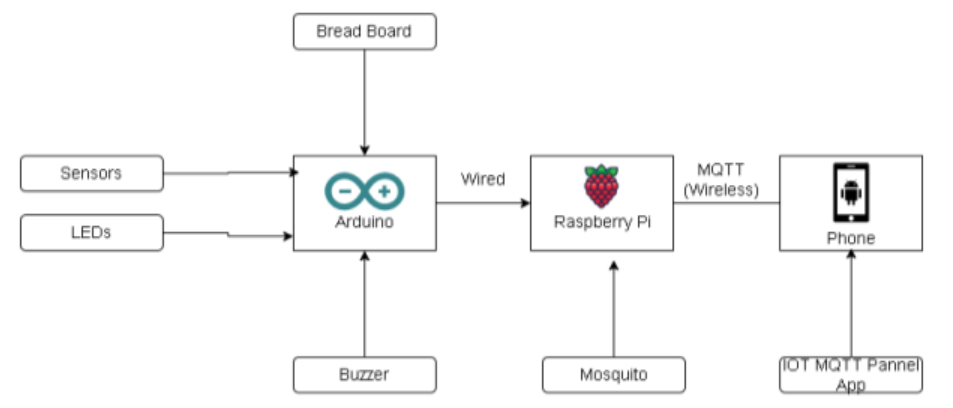 Bread Board
Sensors
LEDs
Arduino
Wired
Raspberry Pi
MQTT
(Wireless)
Phone
Buzzer
Mosquito
IOT MQTT Pannel
App